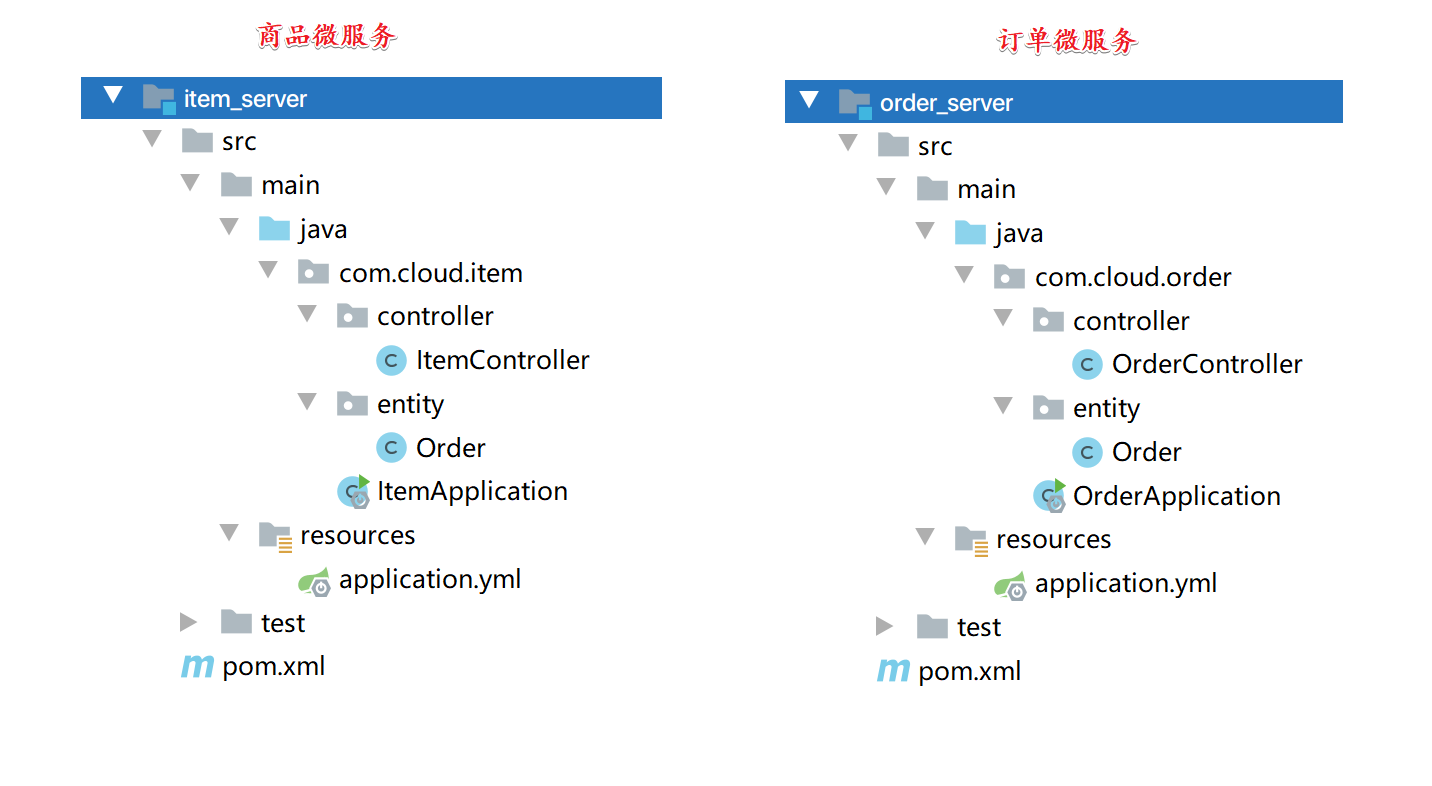 商品微服务
item_server
src
main
java
com.cloud.item
controller
ItemController
entity
Order
ItemApplication
resources
application.yml
test
pom.xml
订单微服务
order_server
src
main
java
com.cloud.order
controller
OrderController
entity
Order
OrderApplication
resources
application.yml
test
pom.xml